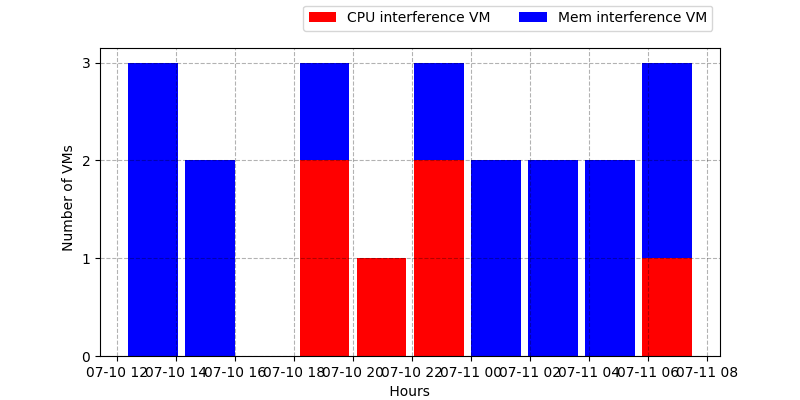 CPU interference VM Mem interference VM
3
2
1
0
Number of VMs
07-10 12 07-10 14 07-10 16 07-10 18 07-10 20 07-10 22 07-11 00 07-11 02 07-11 04 07-11 06 07-11 08
Hours